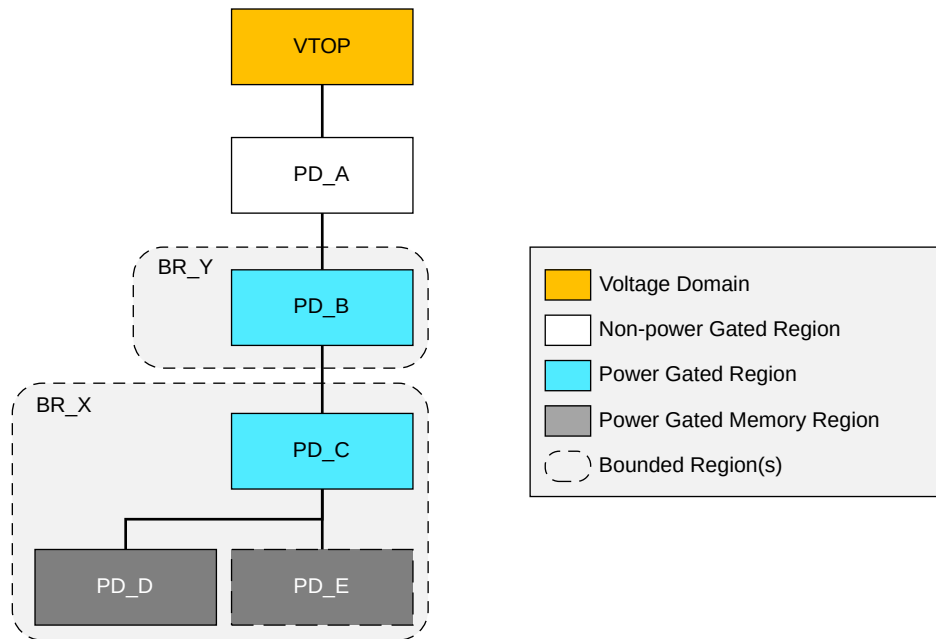 VTOP
PD_A
BR_Y
PD_B
BR_X
PD_C
PD_D
PD_E
Voltage Domain
Non-power Gated Region
Power Gated Region
Power Gated Memory Region
Bounded Region(s)